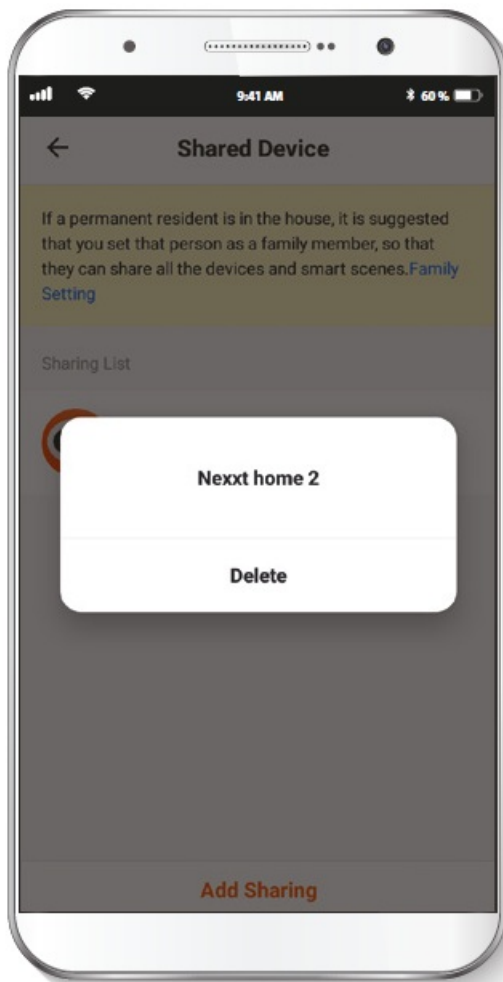 9:41 AM
60 %
Shared Device
If a permanent resident is in the house, it is suggested
that you set that person as a family member, so that
they can share all the devices and smart scenes.Family
Setting
Sharing List
Nexxt home 2
Delete
Add Sharing